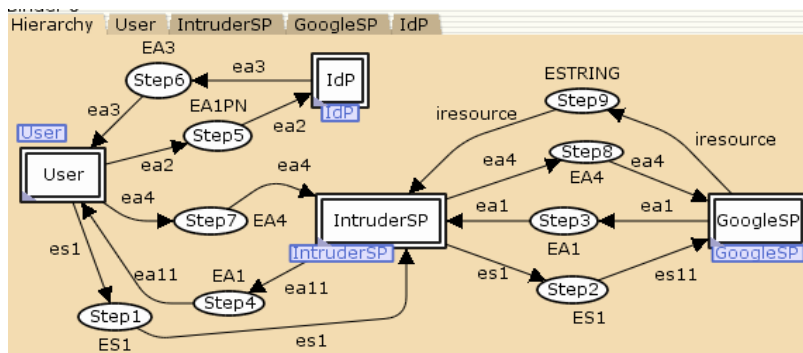 Hierarchy User IntruderSP GoogleSP IdP
EA3
Step6
ea3
IdP
IdP
ESTRING
Step9
ea3
EA1PN
Step5
ea2
iresource
iresource
User
User
ea2
ea4
Step8
EA4
ea4
ea4
ea4
Step7
EA4
IntruderSP
IntruderSP
ea1
Step3
EA1
ea1
GoogleSP
GoogleSP
es1
ea11
EA1
Step4
ea11
es1
Step2
ES1
es11
Step1
ES1
es1